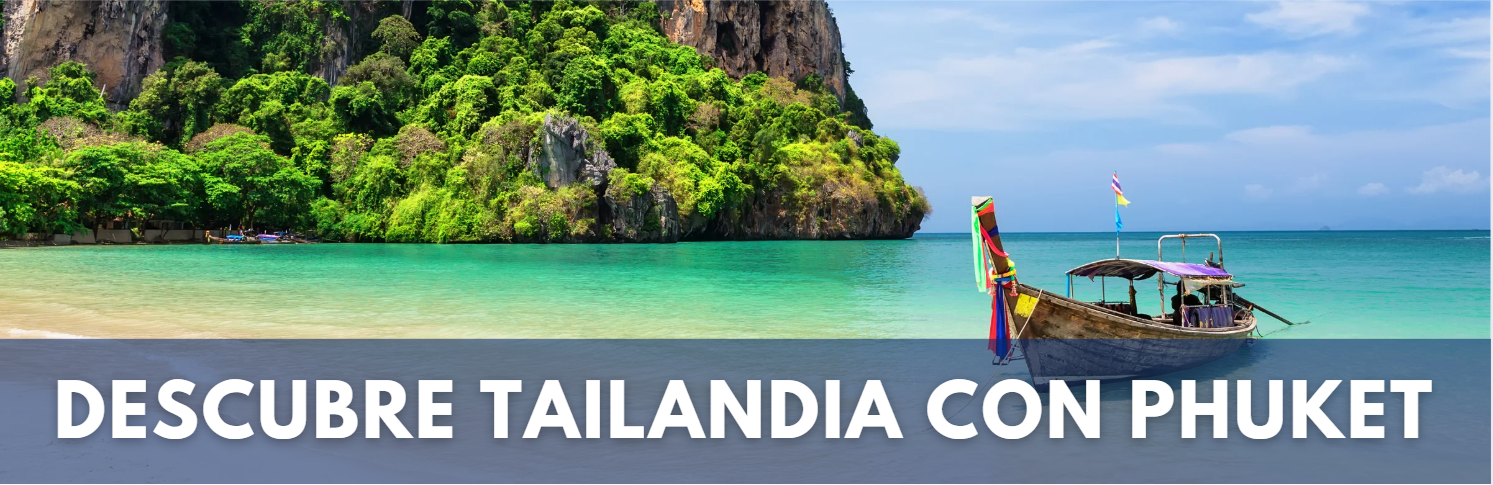 DESCUBRE TAILANDIA CON PHUKET